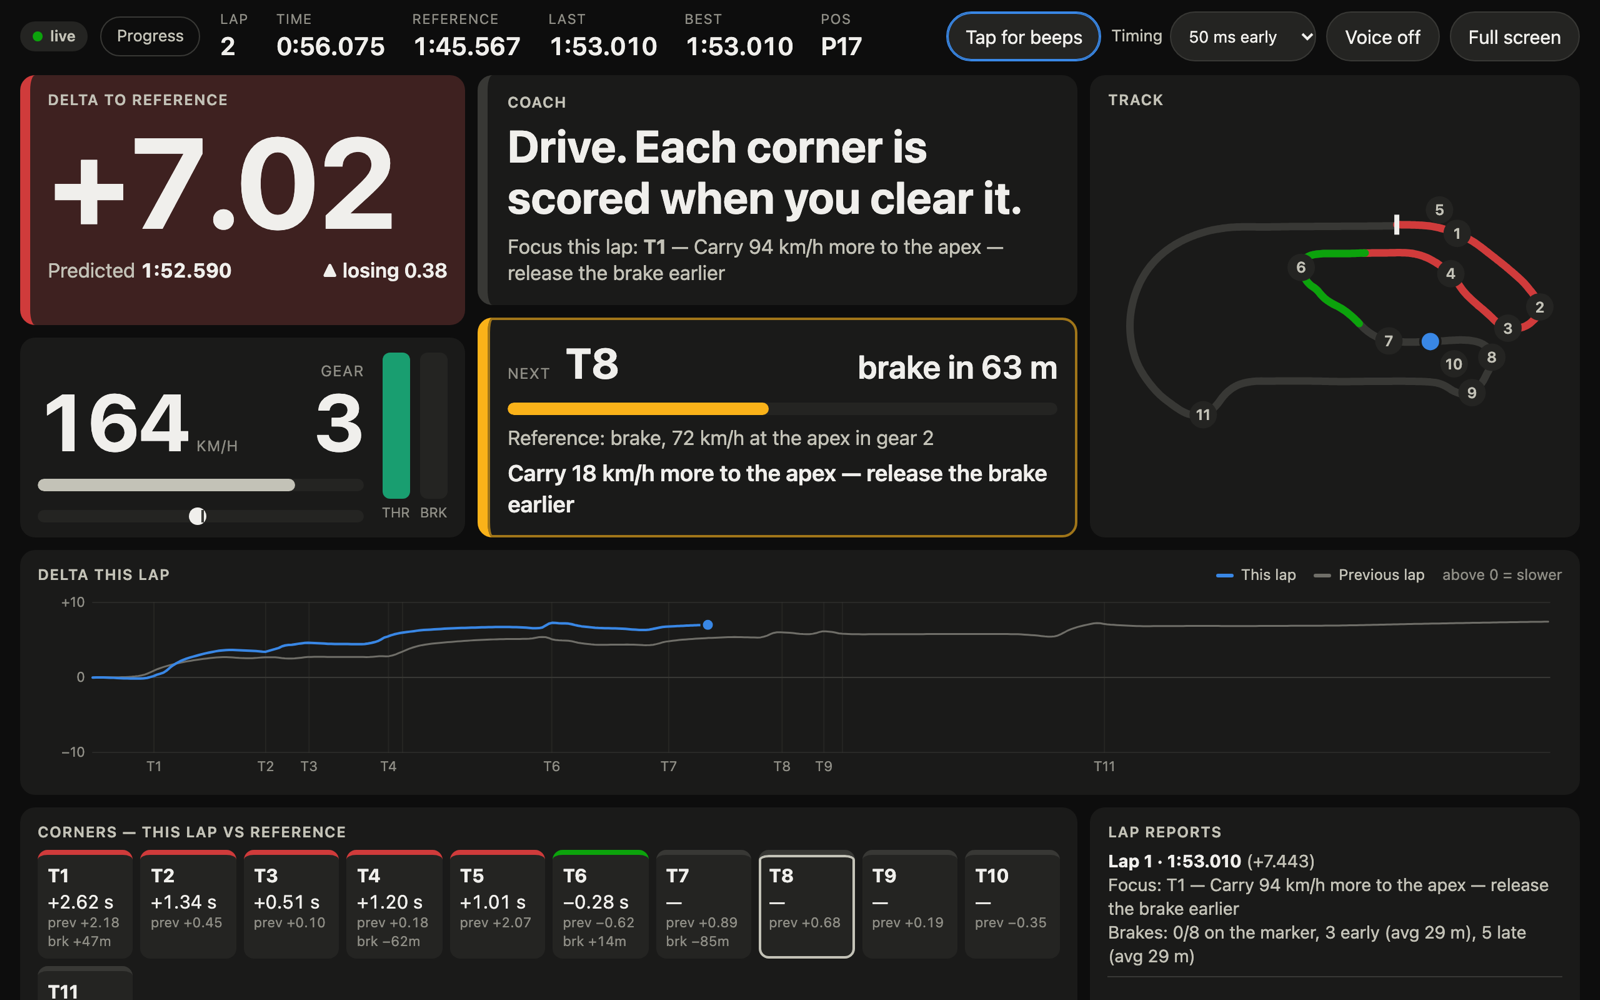 live
Progress
LAP
2
TIME
0:56.075
REFERENCE
1:45.567
LAST
1:53.010
BEST
1:53.010
POS
P17
Tap for beeps
Timing
50 ms early
Voice off
Full screen
DELTA TO REFERENCE
+7.02
Predicted 1:52.590
▲ losing 0.38
COACH
Drive. Each corner is
scored when you clear it.
Focus this lap: T1 — Carry 94 km/h more to the apex —
release the brake earlier
TRACK
5
1
6
4
2
3
7
10
8
9
11
164 KM/H
GEAR
3
THR
BRK
NEXT T8
brake in 63 m
Reference: brake, 72 km/h at the apex in gear 2
Carry 18 km/h more to the apex — release the brake
earlier
DELTA THIS LAP
This lap
Previous lap
above 0 = slower
+10
0
−10
T1
T2
T3
T4
T6
T7
T8
T9
T11
CORNERS — THIS LAP VS REFERENCE
T1
+2.62 s
prev +2.18
brk +47m
T2
+1.34 s
prev +0.45
T3
+0.51 s
prev +0.10
T4
+1.20 s
prev +0.18
brk −62m
T5
+1.01 s
prev +2.07
T6
−0.28 s
prev −0.62
brk +14m
T7
—
prev +0.89
brk −85m
T8
—
prev +0.68
T9
—
prev +0.19
T10
—
prev −0.35
T11
LAP REPORTS
Lap 1 · 1:53.010 (+7.443)
Focus: T1 — Carry 94 km/h more to the apex — release
the brake earlier
Brakes: 0/8 on the marker, 3 early (avg 29 m), 5 late
(avg 29 m)